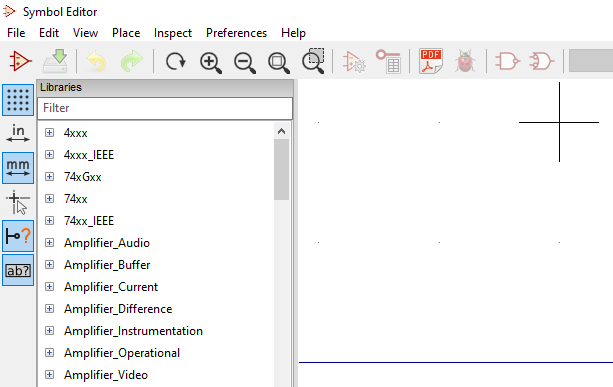 Symbol Editor
File Edit View Place Inspect Preferences Help
PDF
Libraries
Filter
in
mm
?
ab?
4xxx
4xxx_IEEE
74xGxx
74xx
74xx_IEEE
Amplifier_Audio
Amplifier_Buffer
Amplifier_Current
Amplifier_Difference
Amplifier_Instrumentation
Amplifier_Operational
Amplifier_Video